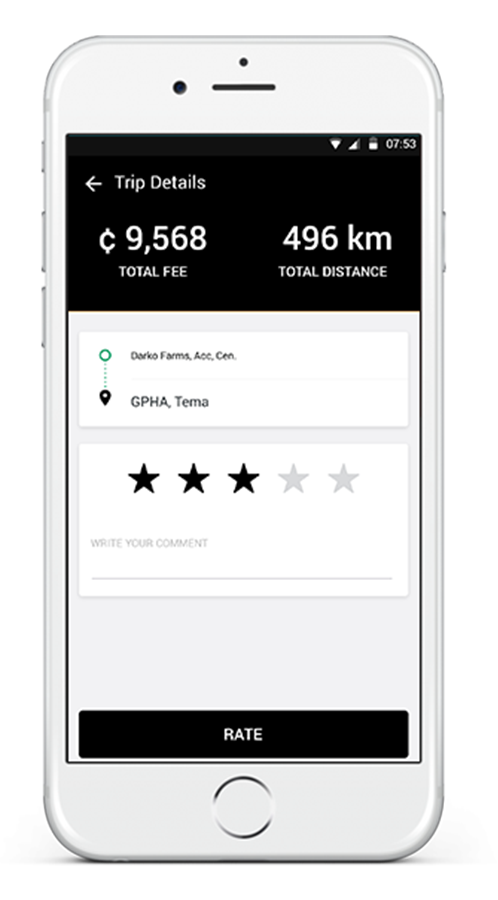 07:53
Trip Details
¢ 9,568 496 km
TOTAL FEE TOTAL DISTANCE
Darko Farms, Acc, Cen.
GPHA, Tema
WRITE YOUR COMMENT
RATE